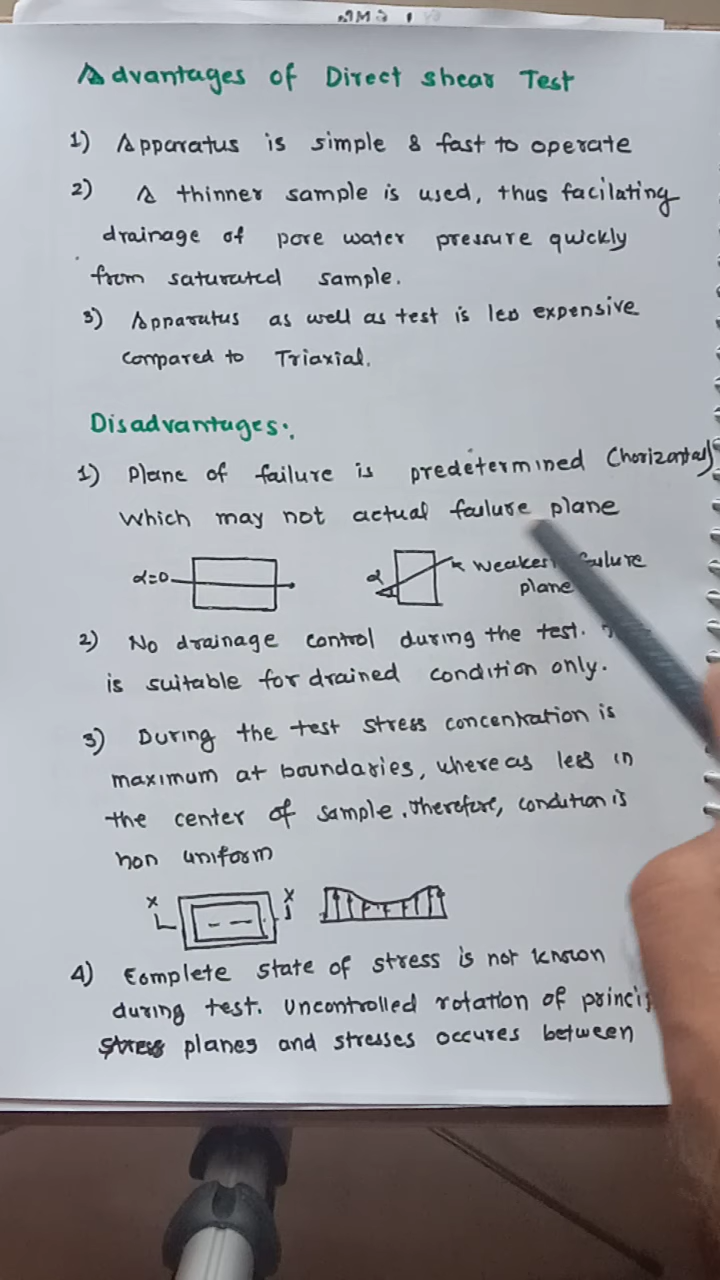 Advantages of Direct shear Test
1) Apparatus is simple & fast to operate
2) A thinner sample is used, thus facilating
drainage of pore water pressure quickly
from saturated sample.
3) Apparatus as well as test is less expensive
compared to Triaxial.
Disadvantages:.
1) Plane of failure is predetermined (horizontal)
which may not actual failure plane
α=0
α
weakest failure
plane
2) No drainage control during the test.
is suitable for drained condition only.
3) During the test stress concentration is
maximum at boundaries, where as less in
the center of sample. Therefore, condition is
non uniform
x x
4) Complete state of stress is not known
during test. Uncontrolled rotation of princi
stress planes and stresses occures between